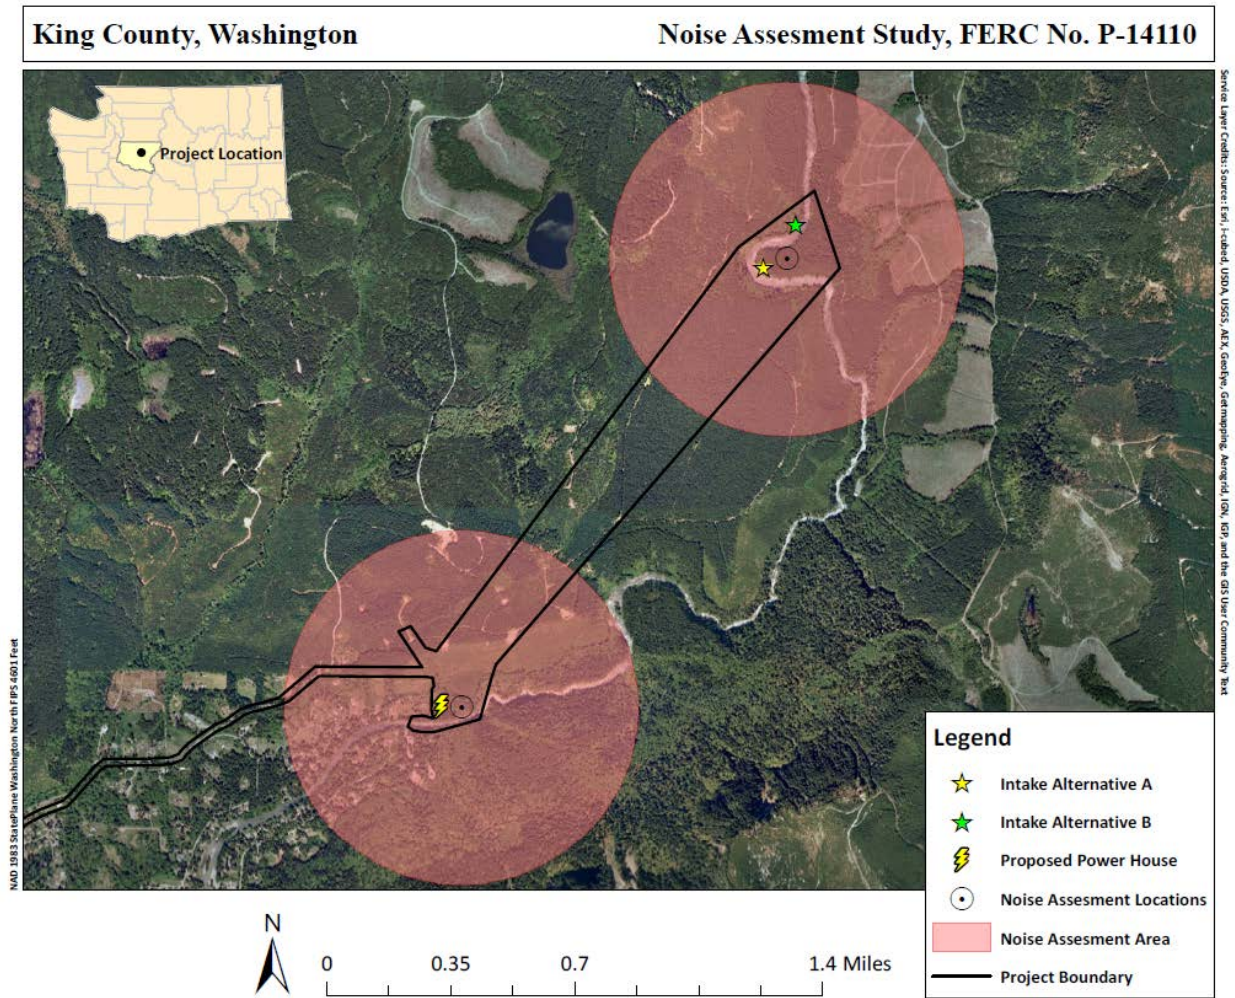 King County, Washington
Noise Assesment Study, FERC No. P-14110
Project Location
Service Layer Credits: Source: Esri, i-cubed, USDA, USGS, AEX, GeoEye, Getmapping, Aerogrid, IGN, IGP, and the GIS User Community Text
NAD 1983 StatePlane Washington North FIPS 4601 Feet
Legend
Intake Alternative A
Intake Alternative B
Proposed Power House
Noise Assesment Locations
Noise Assesment Area
Project Boundary
N
0 0.35 0.7 1.4 Miles